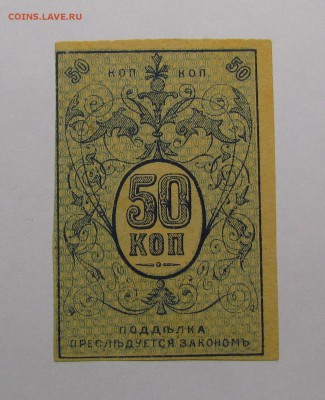 COINS.LAVE.RU
50 КОП КОП. 50
50
КОП
ПОДДѢЛКА
ПРЕСЛѢДУЕТСЯ ЗАКОНОМЪ